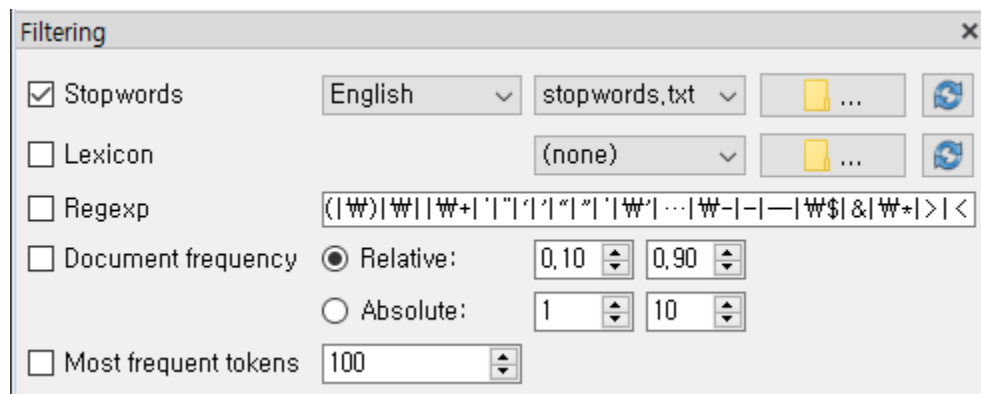 Filtering
Stopwords English stopwords.txt ...
Lexicon (none) ...
Regexp (|₩)|₩||₩+|'|"|'|'|“|”|'|₩'|…|₩-|–|—|₩$|&|₩*|>|<
Document frequency Relative: 0,10 0,90
Absolute: 1 10
Most frequent tokens 100